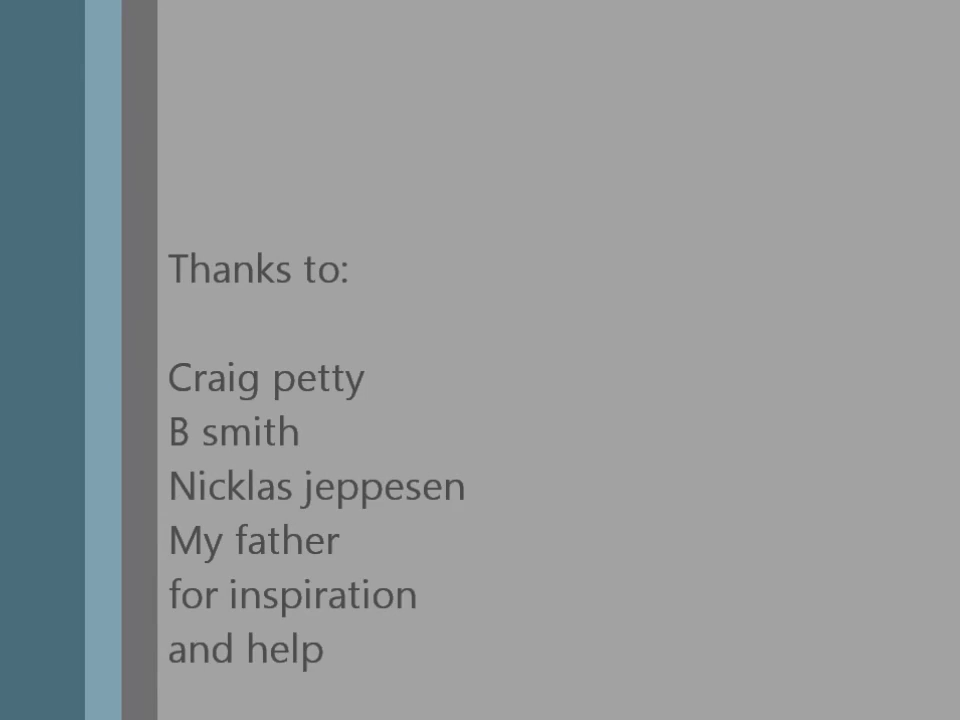 Thanks to:
Craig petty
B smith
Nicklas jeppesen
My father
for inspiration
and help